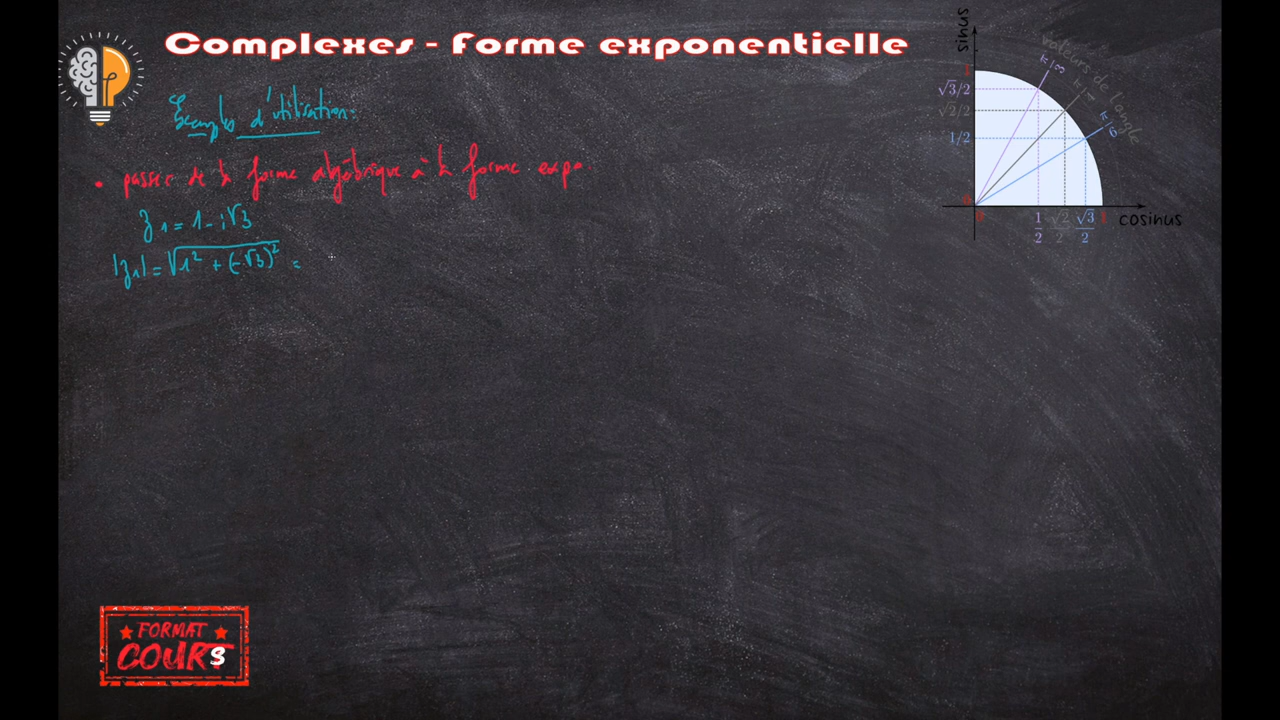 Complexes - Forme exponentielle
Exemples d'utilisation:
• passer de la forme algébrique à la forme expo.
z₁ = 1 - i√3
|z₁| = √1² + (-√3)² =
sinus
valeurs de l'angle
π/3
π/4
π/6
1
√3/2
√2/2
1/2
0
0
1/2
√2/2
√3/2
1
cosinus
FORMAT
COURS